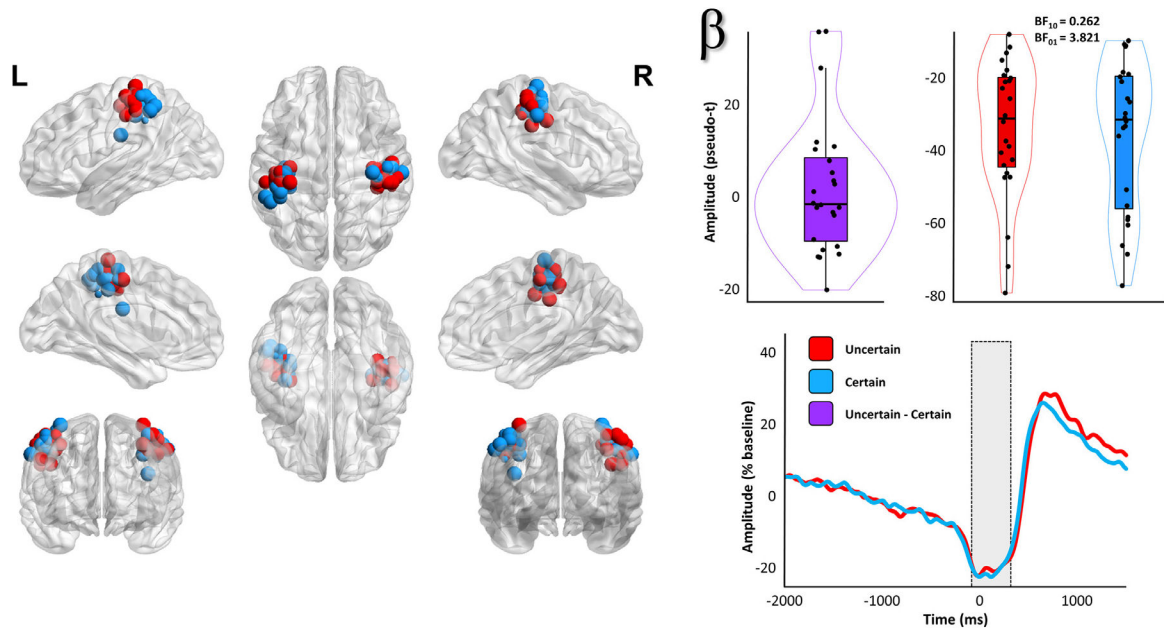 L
R
β
Amplitude (pseudo-t)
20
0
-20
BF10 = 0.262
BF01 = 3.821
-20
-40
-60
-80
Amplitude (% baseline)
40
20
0
-20
Uncertain
Certain
Uncertain - Certain
-2000
-1000
0
1000
Time (ms)